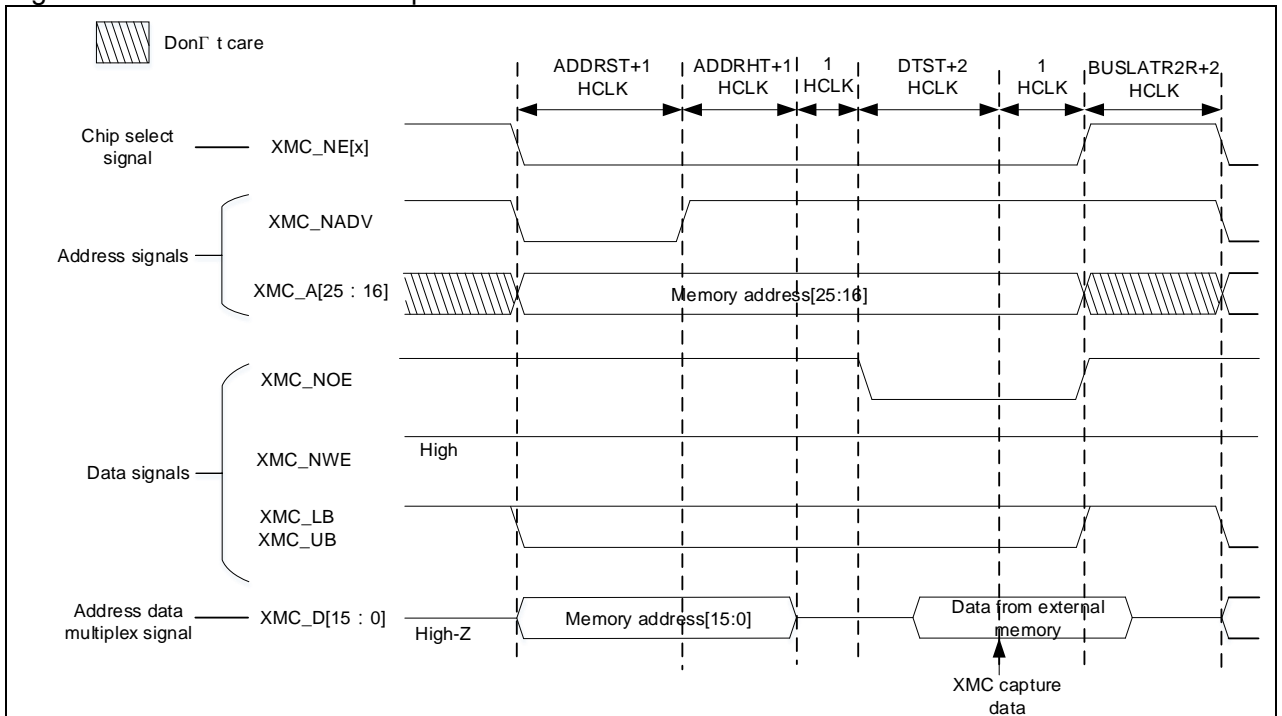 DonΓ t care
ADDRST+1
HCLK
ADDRHT+1
HCLK
1
HCLK
DTST+2
HCLK
1
HCLK
BUSLATR2R+2
HCLK
Chip select
signal
XMC_NE[x]
Address signals
XMC_NADV
XMC_A[25 : 16]
Memory address[25:16]
Data signals
XMC_NOE
XMC_NWE
High
XMC_LB
XMC_UB
Address data
multiplex signal
XMC_D[15 : 0]
High-Z
Memory address[15:0]
Data from external
memory
XMC capture
data